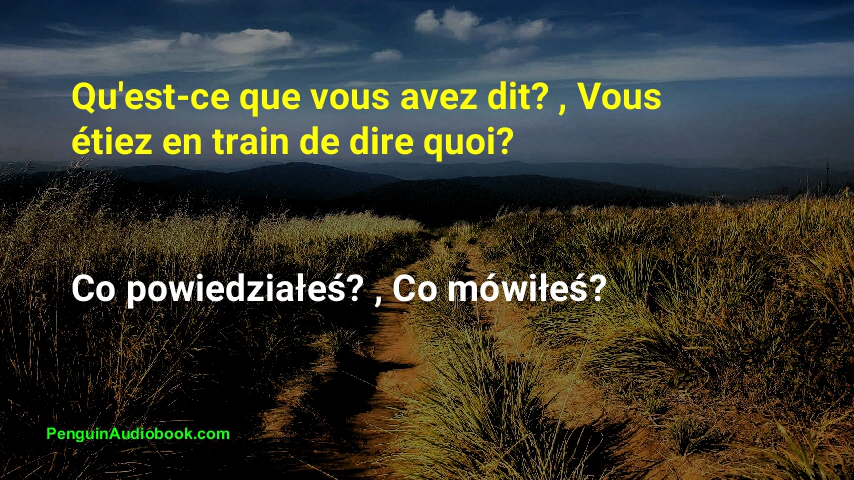 Qu'est-ce que vous avez dit? , Vous
étiez en train de dire quoi?
Co powiedziałeś? , Co mówiłeś?
PenguinAudiobook.com